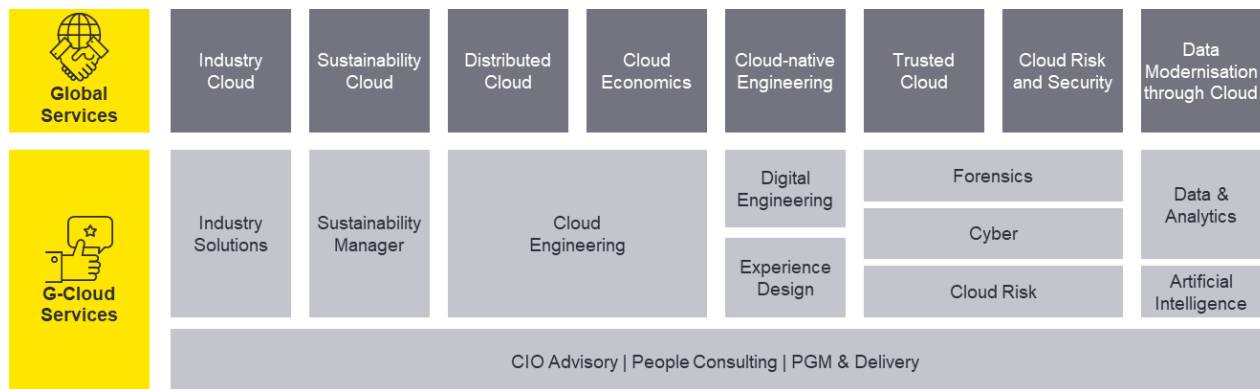 Global
Services
Industry
Cloud
Sustainability
Cloud
Distributed
Cloud
Cloud
Economics
Cloud-native
Engineering
Trusted
Cloud
Cloud Risk
and Security
Data
Modernisation
through Cloud
G-Cloud
Services
Industry
Solutions
Sustainability
Manager
Cloud
Engineering
Digital
Engineering
Experience
Design
Forensics
Cyber
Cloud Risk
Data &
Analytics
Artificial
Intelligence
CIO Advisory | People Consulting | PGM & Delivery